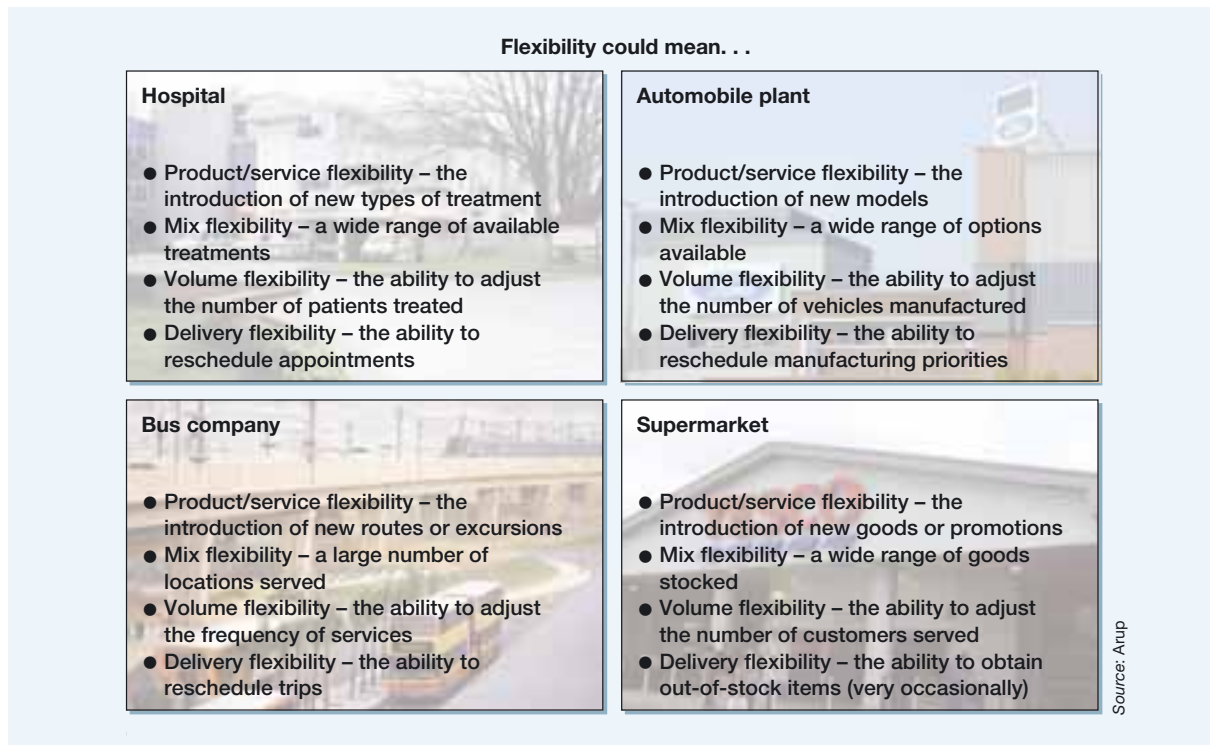 Flexibility could mean. . .
Hospital
● Product/service flexibility – the
introduction of new types of treatment
● Mix flexibility – a wide range of available
treatments
● Volume flexibility – the ability to adjust
the number of patients treated
● Delivery flexibility – the ability to
reschedule appointments
Automobile plant
● Product/service flexibility – the
introduction of new models
● Mix flexibility – a wide range of options
available
● Volume flexibility – the ability to adjust
the number of vehicles manufactured
● Delivery flexibility – the ability to
reschedule manufacturing priorities
Bus company
● Product/service flexibility – the
introduction of new routes or excursions
● Mix flexibility – a large number of
locations served
● Volume flexibility – the ability to adjust
the frequency of services
● Delivery flexibility – the ability to
reschedule trips
Supermarket
● Product/service flexibility – the
introduction of new goods or promotions
● Mix flexibility – a wide range of goods
stocked
● Volume flexibility – the ability to adjust
the number of customers served
● Delivery flexibility – the ability to obtain
out-of-stock items (very occasionally)
Source: Arup